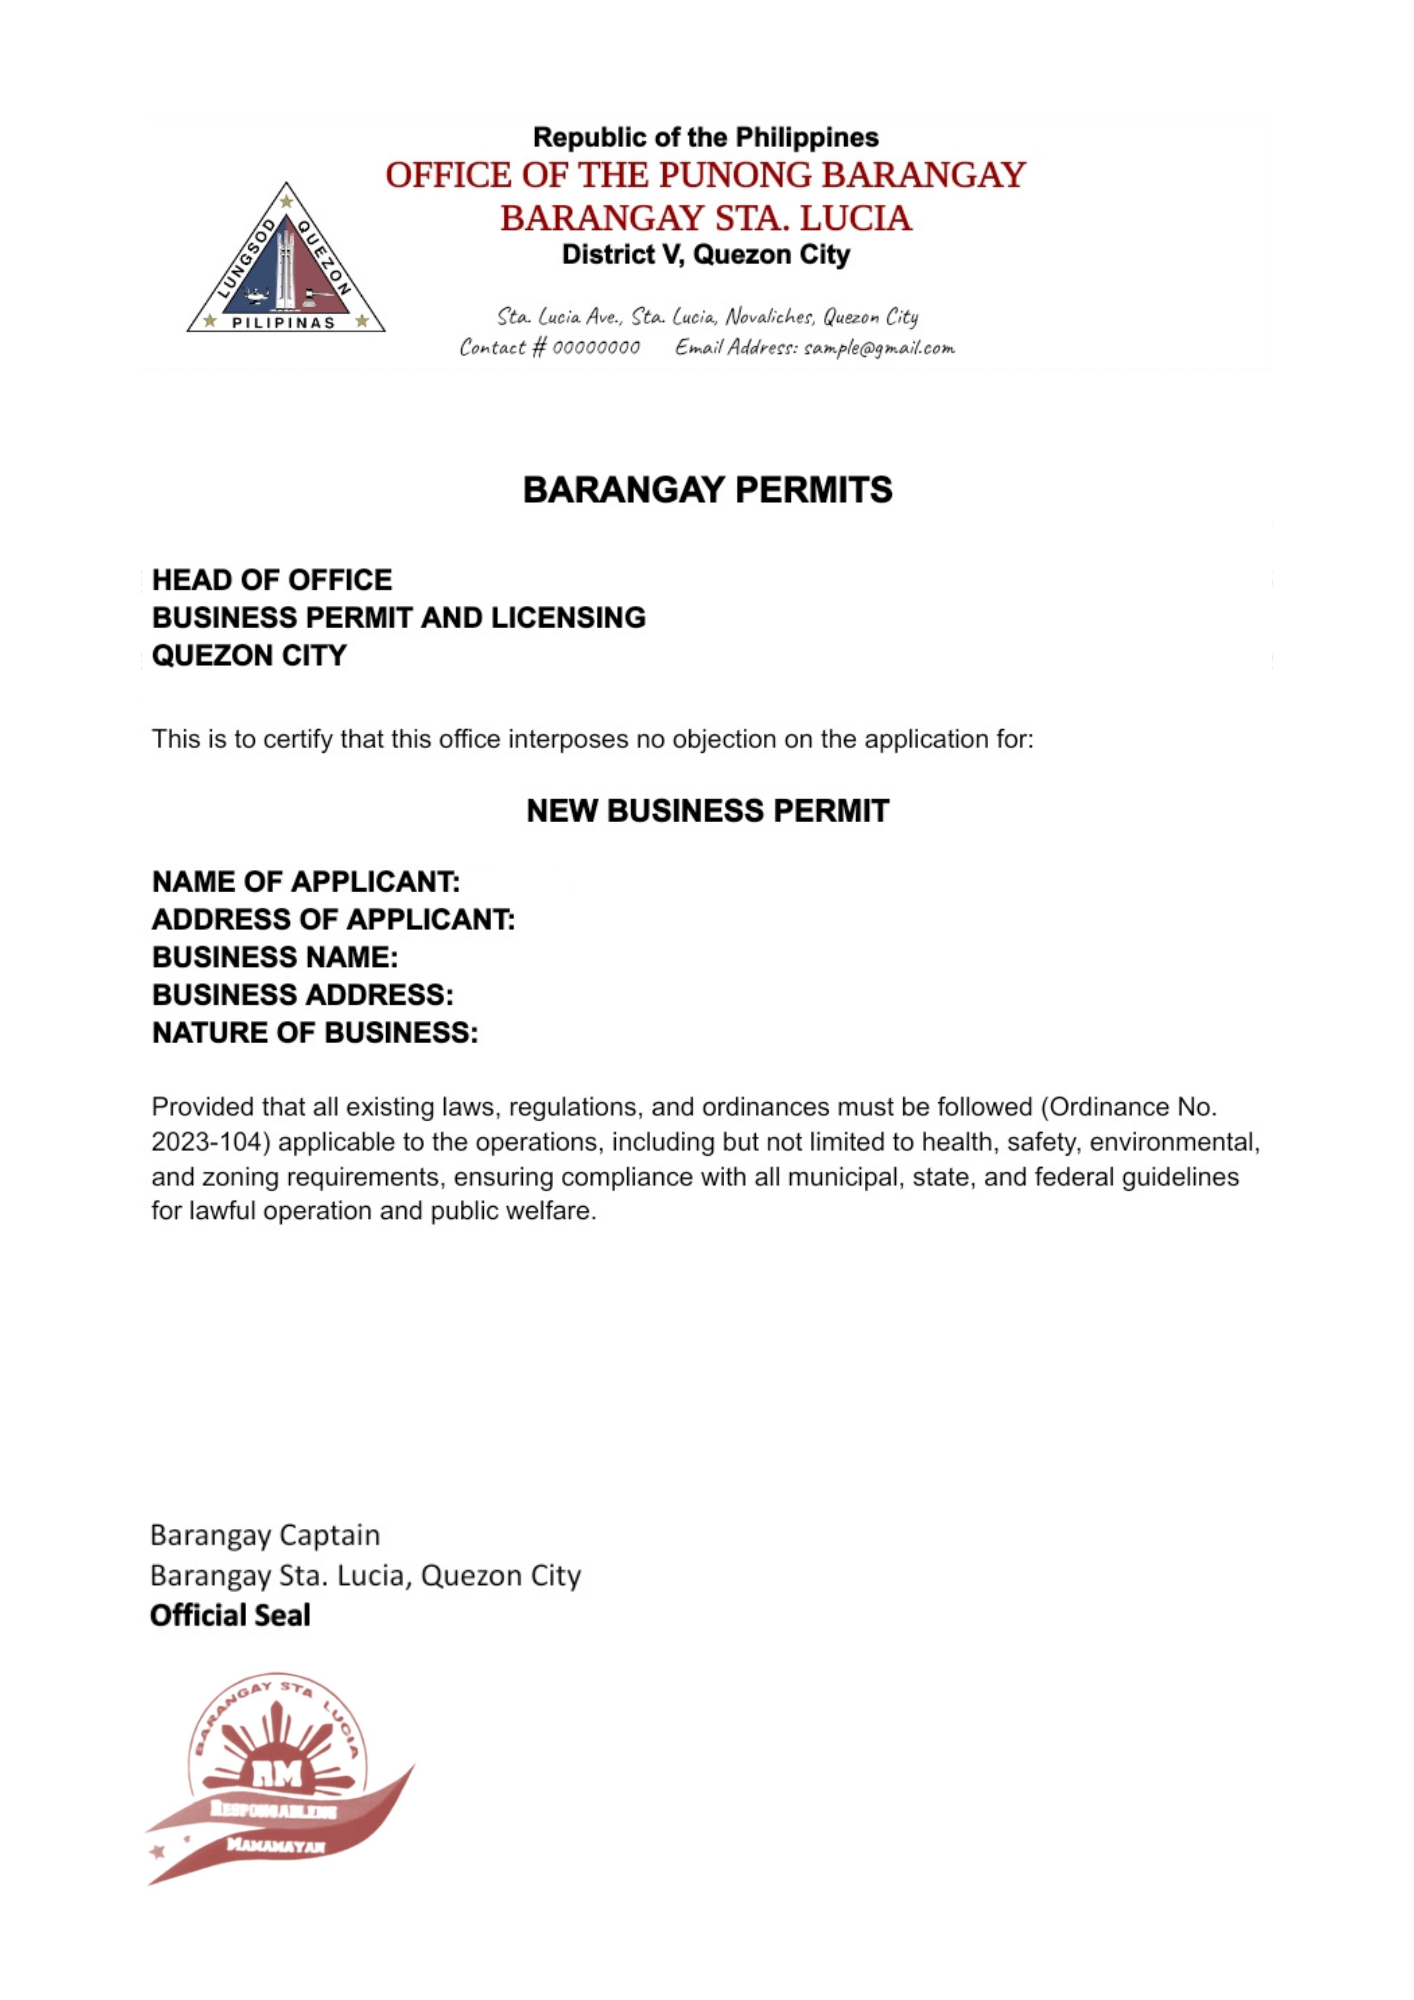 Republic of the Philippines
OFFICE OF THE PUNONG BARANGAY
BARANGAY STA. LUCIA
District V, Quezon City
LUNGSOD QUEZON
PILIPINAS
Sta. Lucia Ave., Sta. Lucia, Novaliches, Quezon City
Contact # 00000000 Email Address: sample@gmail.com
BARANGAY PERMITS
HEAD OF OFFICE
BUSINESS PERMIT AND LICENSING
QUEZON CITY
This is to certify that this office interposes no objection on the application for:
NEW BUSINESS PERMIT
NAME OF APPLICANT:
ADDRESS OF APPLICANT:
BUSINESS NAME:
BUSINESS ADDRESS:
NATURE OF BUSINESS:
Provided that all existing laws, regulations, and ordinances must be followed (Ordinance No.
2023-104) applicable to the operations, including but not limited to health, safety, environmental,
and zoning requirements, ensuring compliance with all municipal, state, and federal guidelines
for lawful operation and public welfare.
Barangay Captain
Barangay Sta. Lucia, Quezon City
Official Seal
BARANGAY STA LUCIA
RM
RESPONSABLENG
MAMAMAYAN